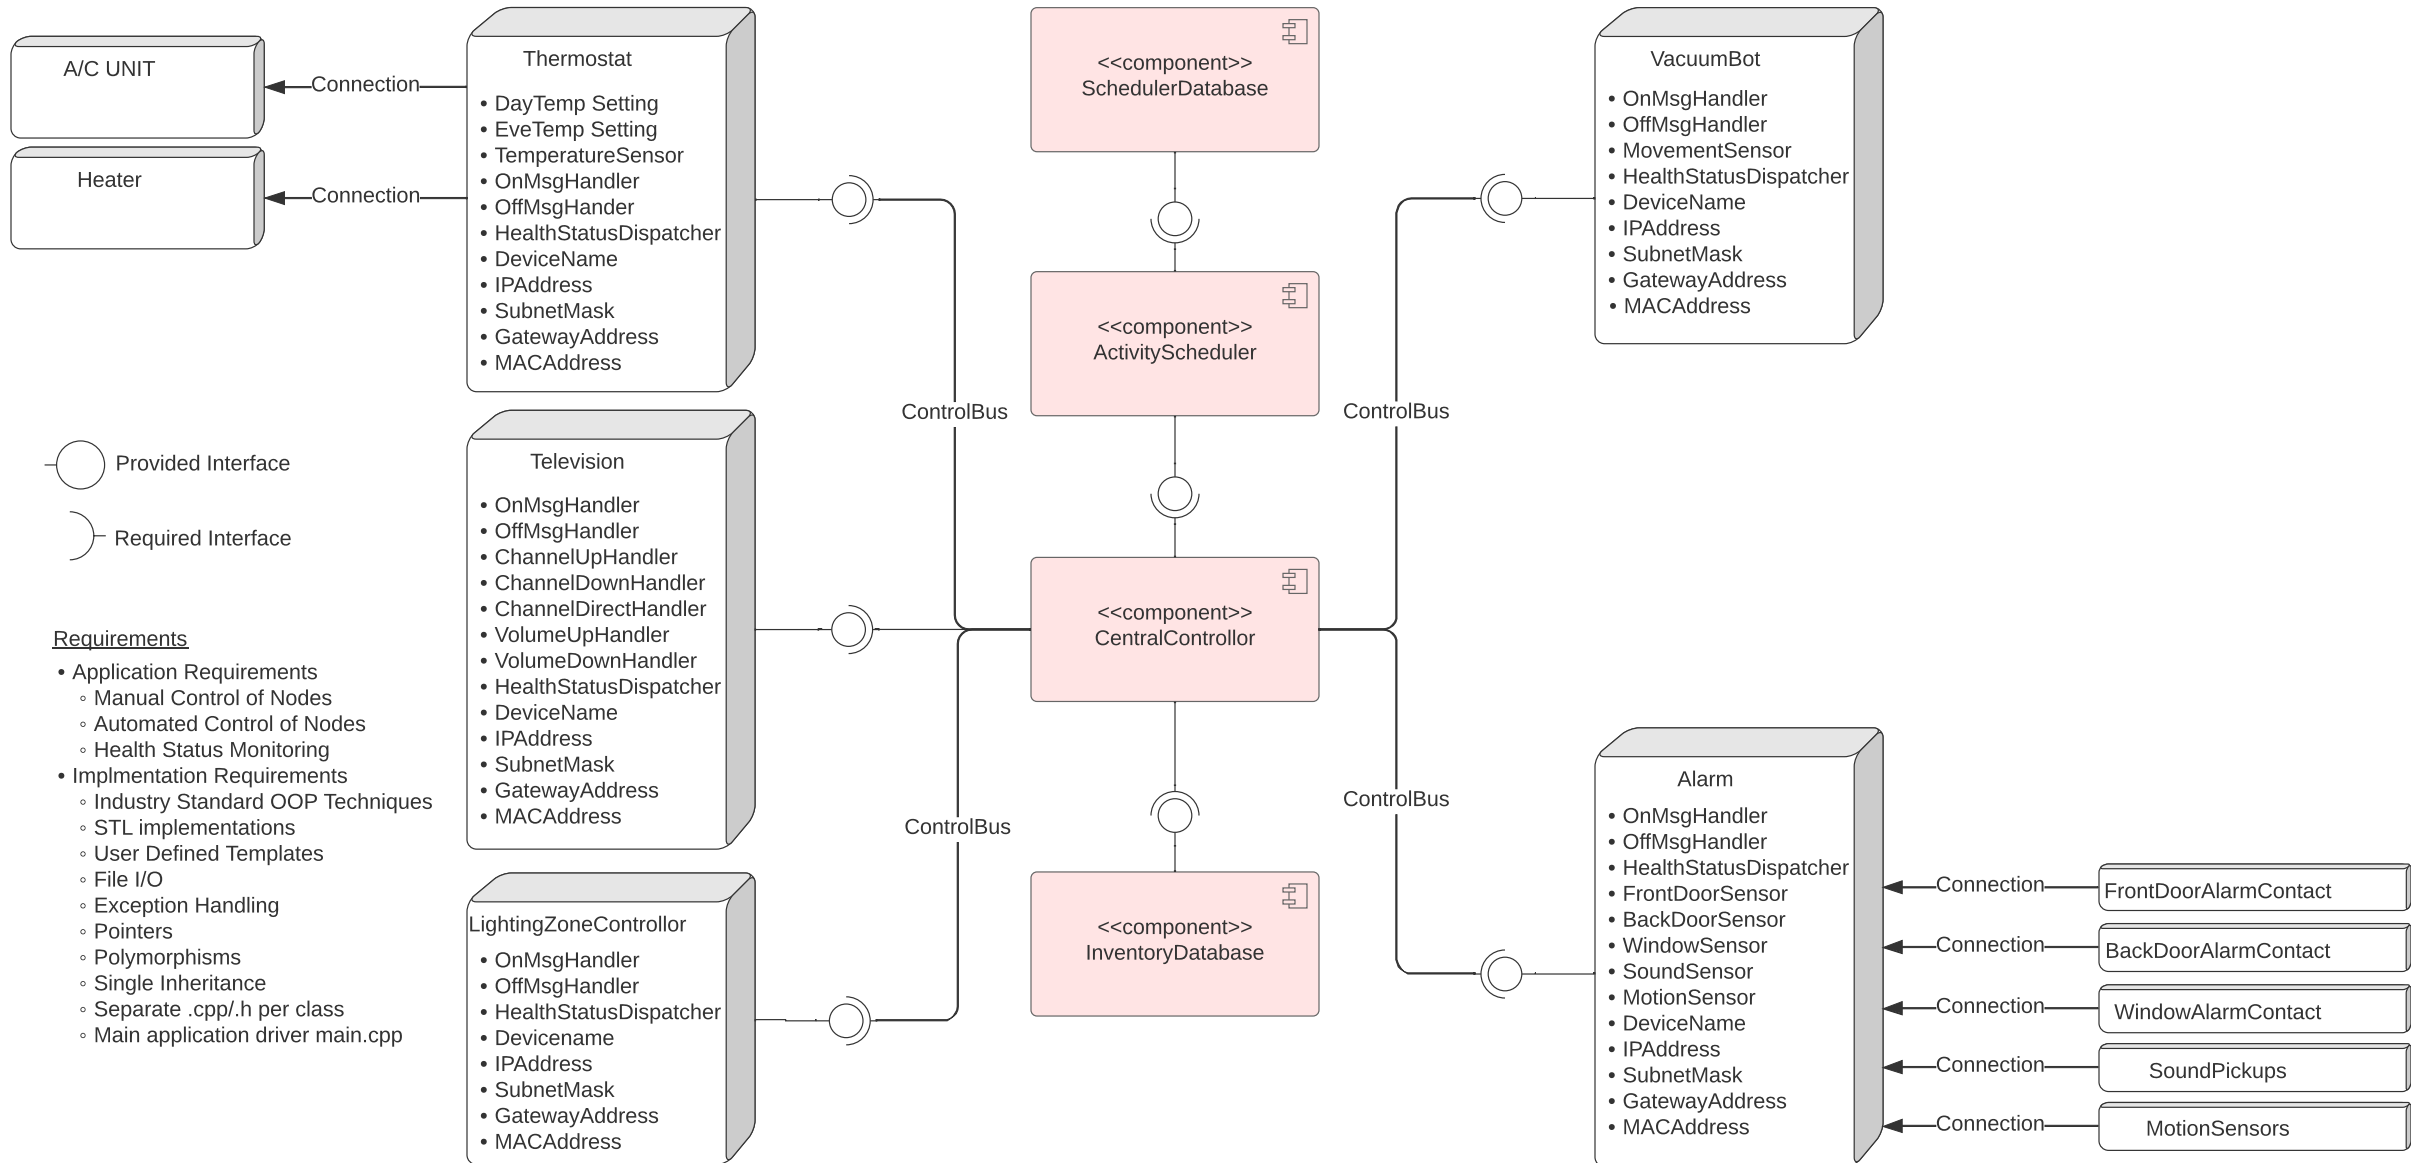 A/C UNIT
Connection
Heater
Connection
Thermostat
• DayTemp Setting
• EveTemp Setting
• TemperatureSensor
• OnMsgHandler
• OffMsgHander
• HealthStatusDispatcher
• DeviceName
• IPAddress
• SubnetMask
• GatewayAddress
• MACAddress
Provided Interface
Required Interface
Requirements
• Application Requirements
◦ Manual Control of Nodes
◦ Automated Control of Nodes
◦ Health Status Monitoring
• Implmentation Requirements
◦ Industry Standard OOP Techniques
◦ STL implementations
◦ User Defined Templates
◦ File I/O
◦ Exception Handling
◦ Pointers
◦ Polymorphisms
◦ Single Inheritance
◦ Separate .cpp/.h per class
◦ Main application driver main.cpp
Television
• OnMsgHandler
• OffMsgHandler
• ChannelUpHandler
• ChannelDownHandler
• ChannelDirectHandler
• VolumeUpHandler
• VolumeDownHandler
• HealthStatusDispatcher
• DeviceName
• IPAddress
• SubnetMask
• GatewayAddress
• MACAddress
LightingZoneControllor
• OnMsgHandler
• OffMsgHandler
• HealthStatusDispatcher
• Devicename
• IPAddress
• SubnetMask
• GatewayAddress
• MACAddress
ControlBus
ControlBus
<<component>>
SchedulerDatabase
<<component>>
ActivityScheduler
<<component>>
CentralControllor
<<component>>
InventoryDatabase
ControlBus
ControlBus
VacuumBot
• OnMsgHandler
• OffMsgHandler
• MovementSensor
• HealthStatusDispatcher
• DeviceName
• IPAddress
• SubnetMask
• GatewayAddress
• MACAddress
Alarm
• OnMsgHandler
• OffMsgHandler
• HealthStatusDispatcher
• FrontDoorSensor
• BackDoorSensor
• WindowSensor
• SoundSensor
• MotionSensor
• DeviceName
• IPAddress
• SubnetMask
• GatewayAddress
• MACAddress
Connection
FrontDoorAlarmContact
Connection
BackDoorAlarmContact
Connection
WindowAlarmContact
Connection
SoundPickups
Connection
MotionSensors